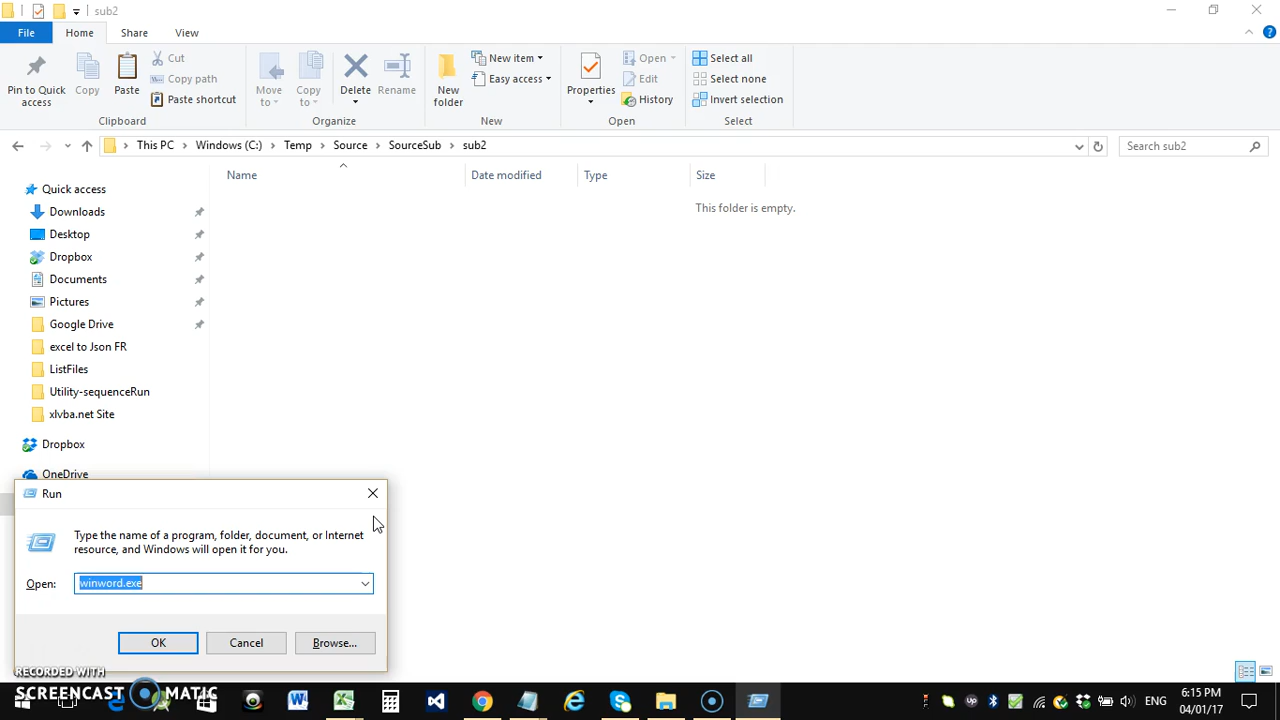 sub2
File Home Share View
Pin to Quick access
Copy
Paste
Cut
Copy path
Paste shortcut
Clipboard
Move to
Copy to
Delete
Rename
Organize
New folder
New item
Easy access
New
Properties
Open
Edit
History
Open
Select all
Select none
Invert selection
Select
This PC Windows (C:) Temp Source SourceSub sub2
Search sub2
Name Date modified Type Size
This folder is empty.
Quick access
Downloads
Desktop
Dropbox
Documents
Pictures
Google Drive
excel to Json FR
ListFiles
Utility-sequenceRun
xlvba.net Site
Dropbox
OneDrive
Run
Type the name of a program, folder, document, or Internet
resource, and Windows will open it for you.
Open: winword.exe
OK Cancel Browse...
RECORDED WITH
SCREENCAST MATIC
ENG
6:15 PM
04/01/17